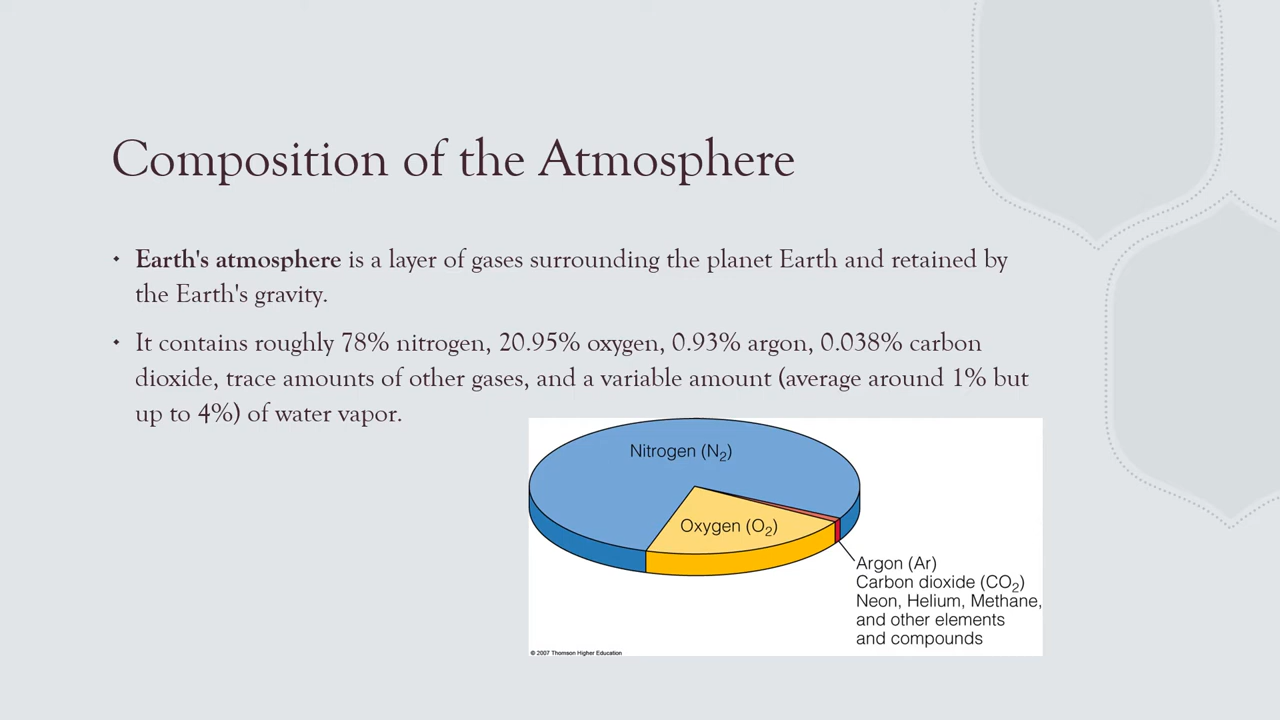 Composition of the Atmosphere
• Earth's atmosphere is a layer of gases surrounding the planet Earth and retained by
the Earth's gravity.
• It contains roughly 78% nitrogen, 20.95% oxygen, 0.93% argon, 0.038% carbon
dioxide, trace amounts of other gases, and a variable amount (average around 1% but
up to 4%) of water vapor.
Nitrogen (N₂)
Oxygen (O₂)
Argon (Ar)
Carbon dioxide (CO₂)
Neon, Helium, Methane,
and other elements
and compounds
© 2007 Thomson Higher Education